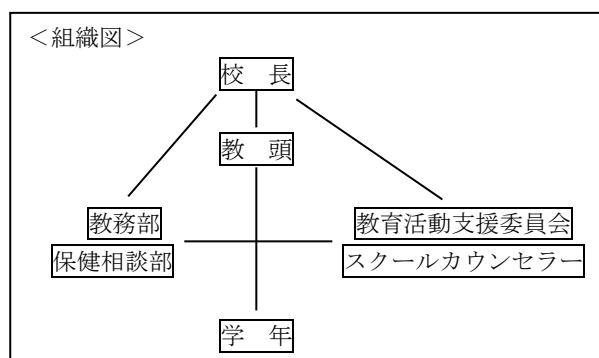 ＜組織図＞
校　長
教　頭
教務部
教育活動支援委員会
保健相談部
スクールカウンセラー
学　年